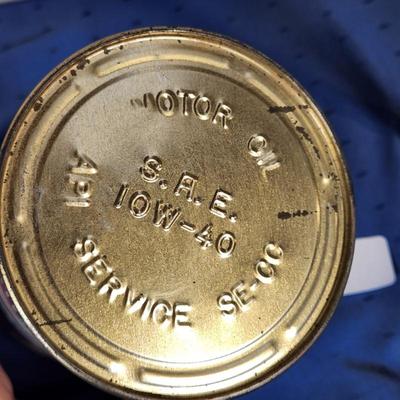 MOTOR OIL
S.A.E.
10W-40
API SERVICE SE-CC